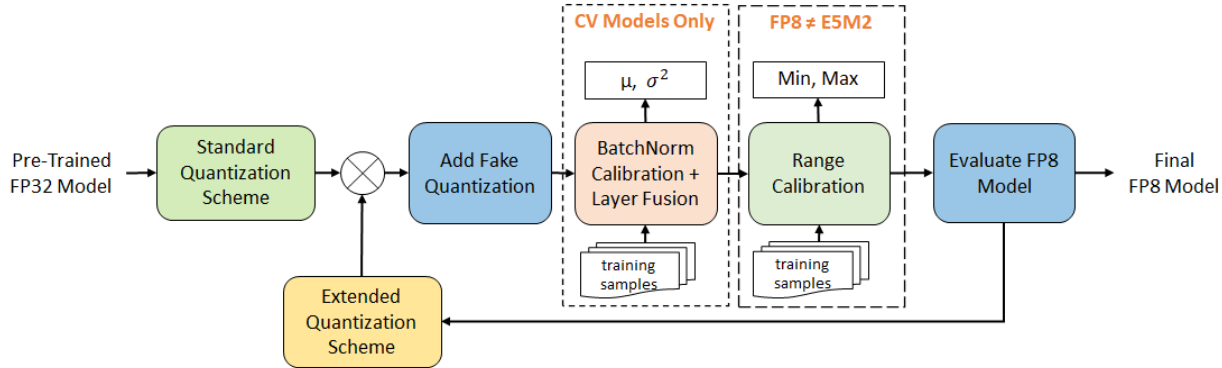 CV Models Only
FP8 ≠ E5M2
μ, σ²
Min, Max
Pre-Trained
FP32 Model
Standard
Quantization
Scheme
Add Fake
Quantization
BatchNorm
Calibration +
Layer Fusion
Range
Calibration
Evaluate FP8
Model
Final
FP8 Model
training
samples
training
samples
Extended
Quantization
Scheme